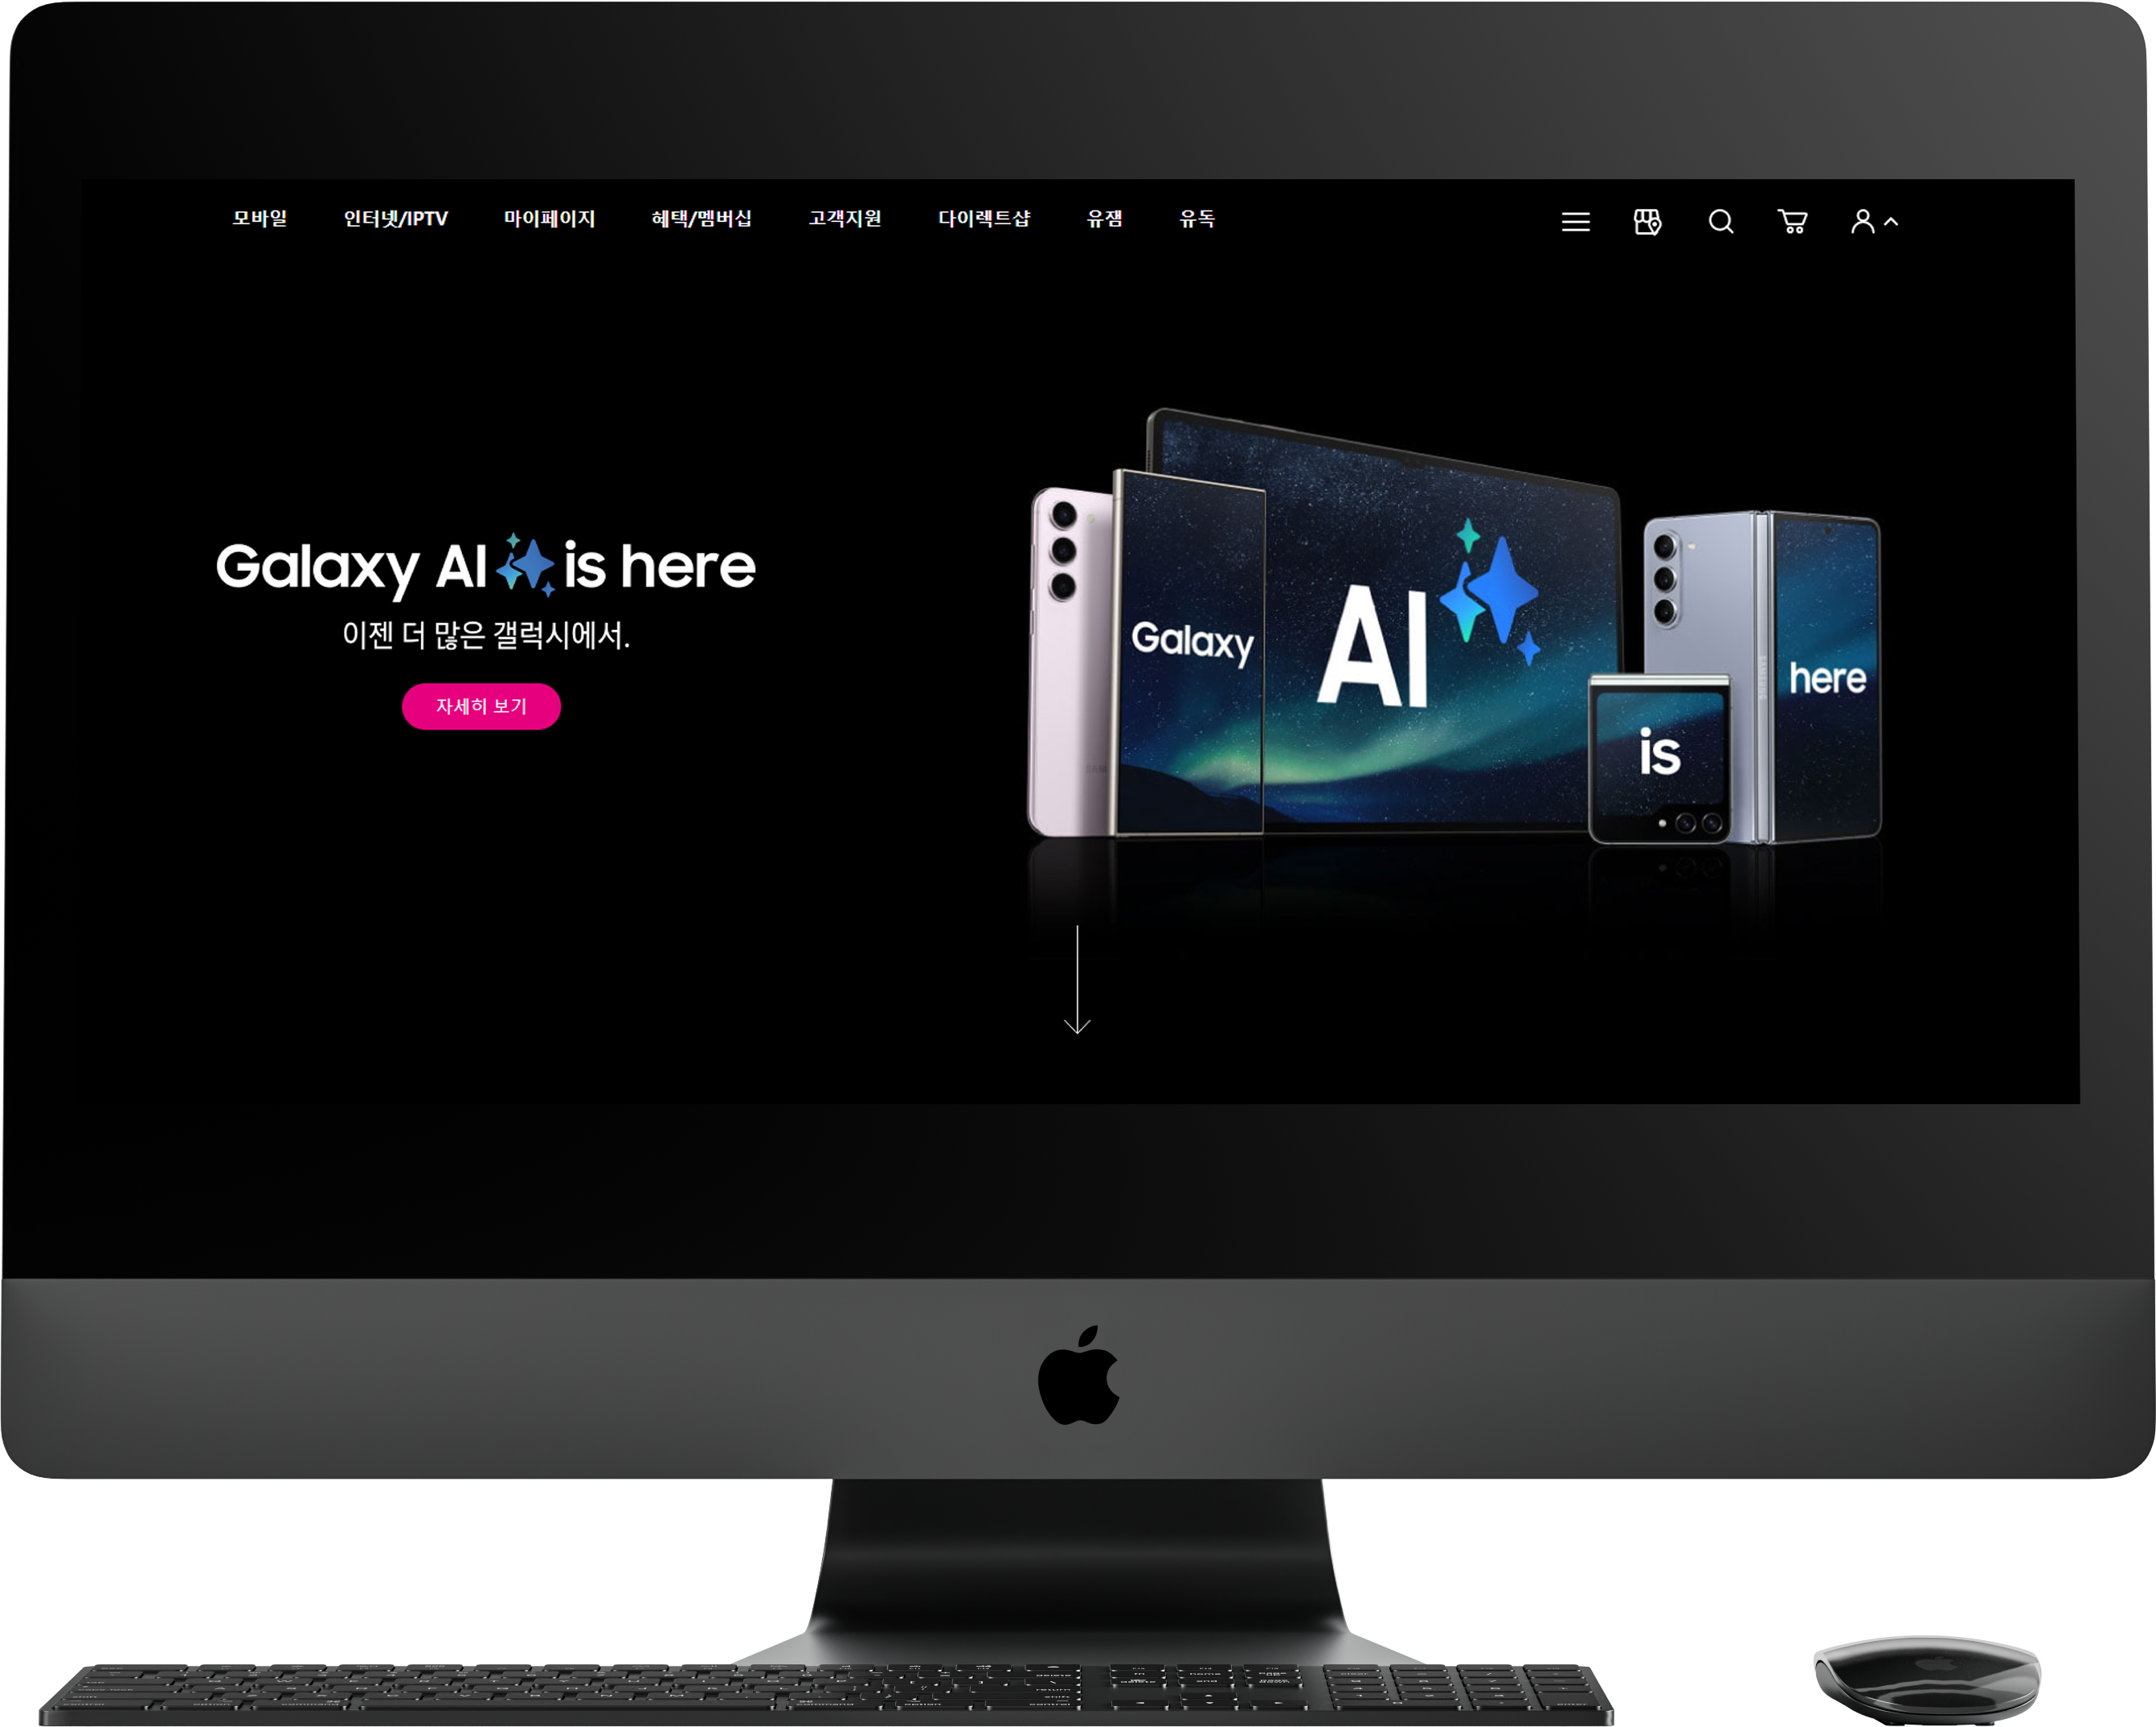 모바일 인터넷/IPTV 마이페이지 혜택/멤버십 고객지원 다이렉트샵 유잼 유독
Galaxy AI is here
이젠 더 많은 갤럭시에서.
자세히 보기
Galaxy
AI
is
here